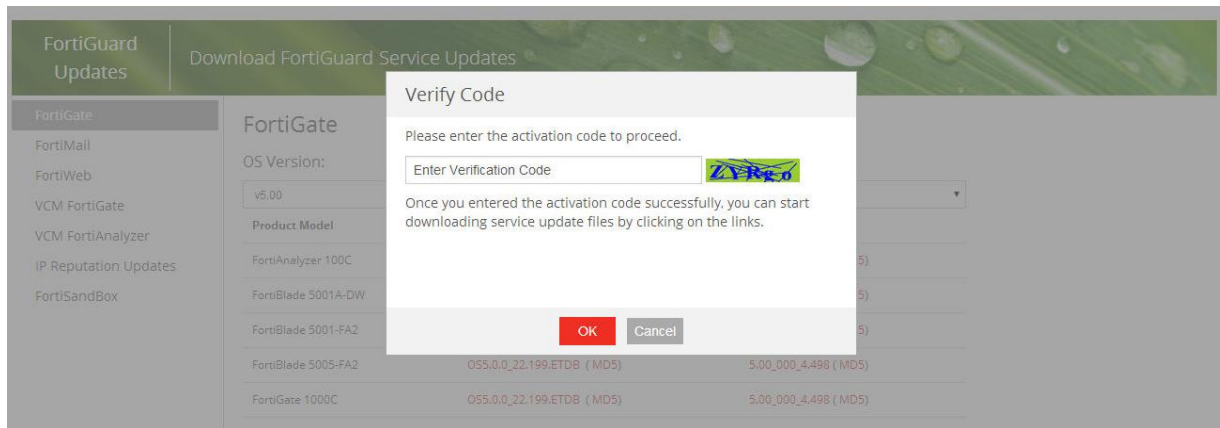 FortiGuard
Updates
Download FortiGuard Service Updates
FortiGate
FortiMail
FortiWeb
VCM FortiGate
VCM FortiAnalyzer
IP Reputation Updates
FortiSandBox
FortiGate
OS Version:
v5.00
Product Model
FortiAnalyzer 100C
5)
FortiBlade 5001A-DW
5)
FortiBlade 5001-FA2
5)
FortiBlade 5005-FA2
OS5.0.0_22.199.ETDB ( MD5)
5.00_000_4.498 ( MD5)
FortiGate 1000C
OS5.0.0_22.199.ETDB ( MD5)
5.00_000_4.498 ( MD5)
Verify Code
Please enter the activation code to proceed.
Enter Verification Code
Once you entered the activation code successfully, you can start
downloading service update files by clicking on the links.
OK
Cancel